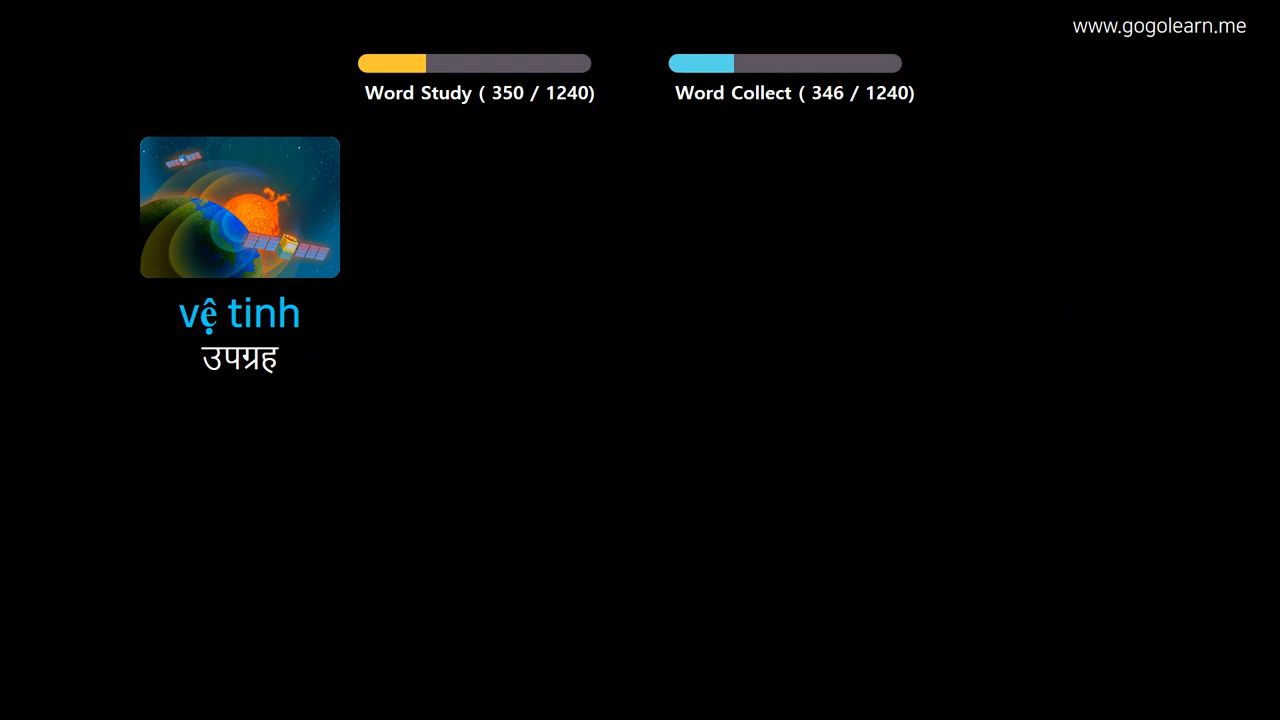 www.gogolearn.me
Word Study ( 350 / 1240)
Word Collect ( 346 / 1240)
vệ tinh
उपग्रह